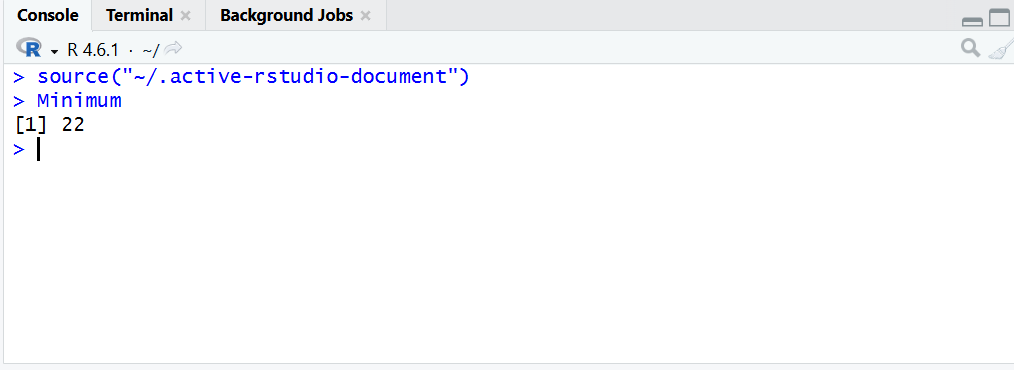 Console Terminal Background Jobs
R R 4.6.1 · ~/
> source("~/.active-rstudio-document")
> Minimum
[1] 22
>